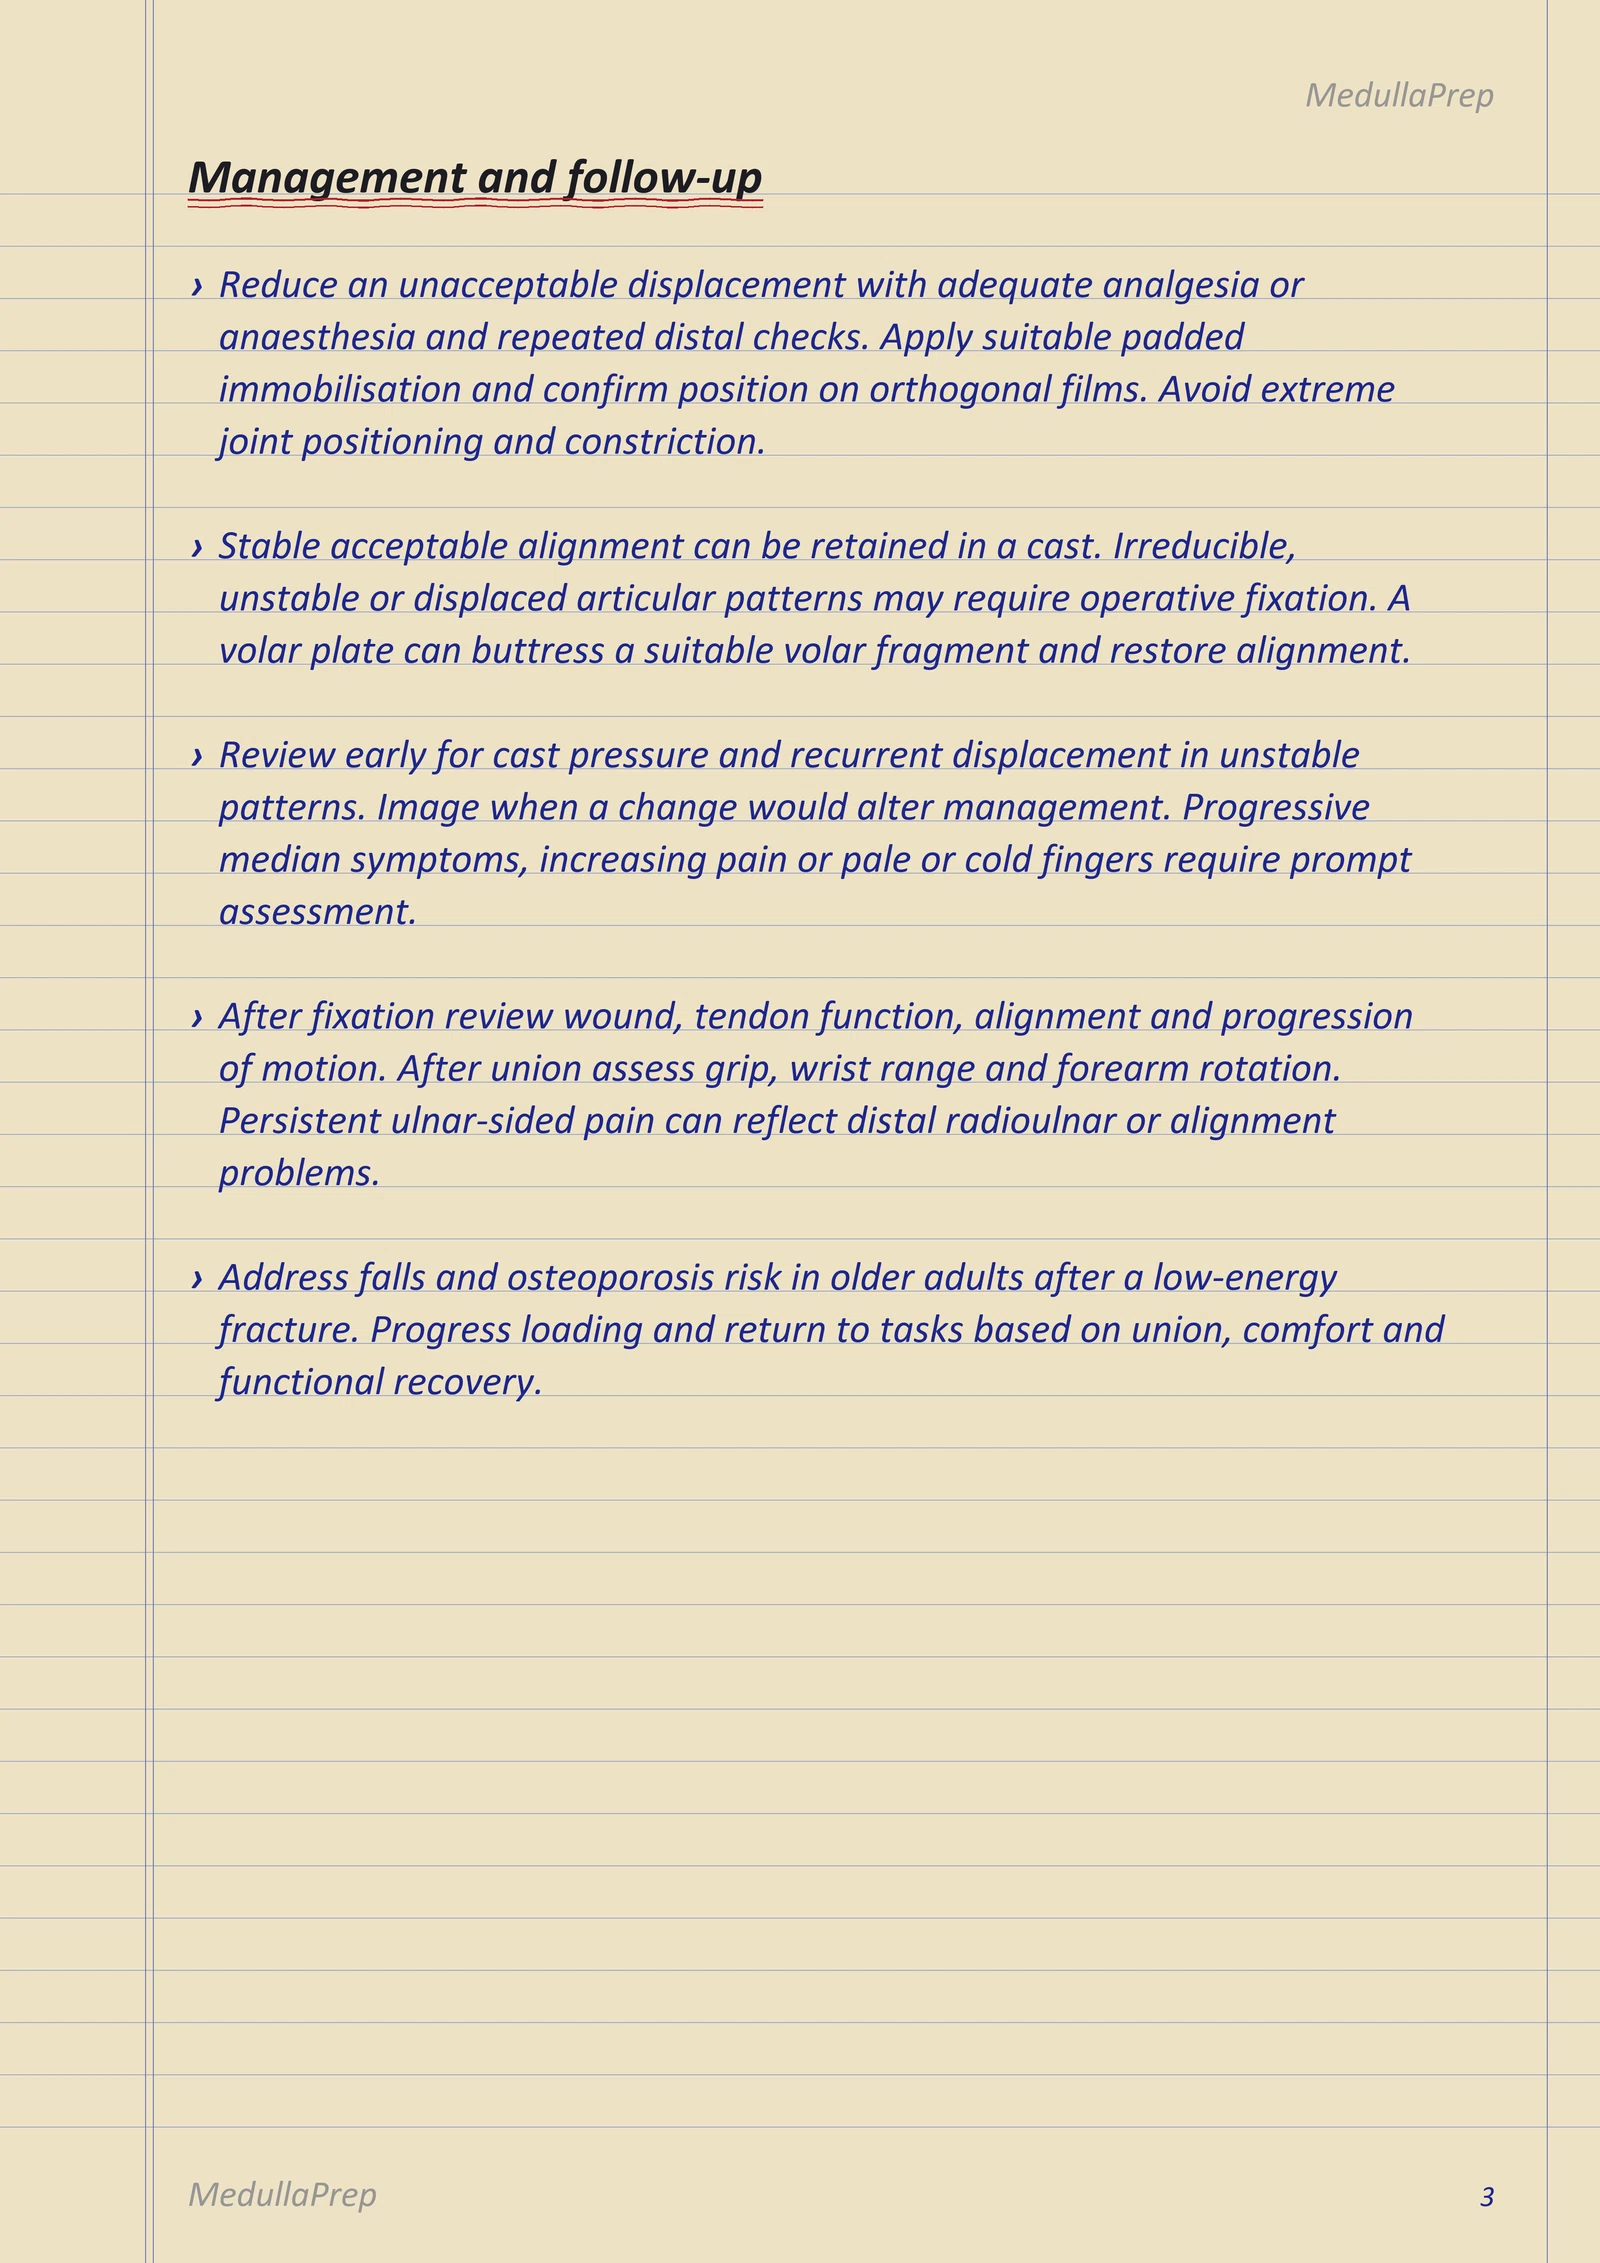 MedullaPrep
Management and follow-up
› Reduce an unacceptable displacement with adequate analgesia or
anaesthesia and repeated distal checks. Apply suitable padded
immobilisation and confirm position on orthogonal films. Avoid extreme
joint positioning and constriction.
› Stable acceptable alignment can be retained in a cast. Irreducible,
unstable or displaced articular patterns may require operative fixation. A
volar plate can buttress a suitable volar fragment and restore alignment.
› Review early for cast pressure and recurrent displacement in unstable
patterns. Image when a change would alter management. Progressive
median symptoms, increasing pain or pale or cold fingers require prompt
assessment.
› After fixation review wound, tendon function, alignment and progression
of motion. After union assess grip, wrist range and forearm rotation.
Persistent ulnar-sided pain can reflect distal radioulnar or alignment
problems.
› Address falls and osteoporosis risk in older adults after a low-energy
fracture. Progress loading and return to tasks based on union, comfort and
functional recovery.
MedullaPrep
3